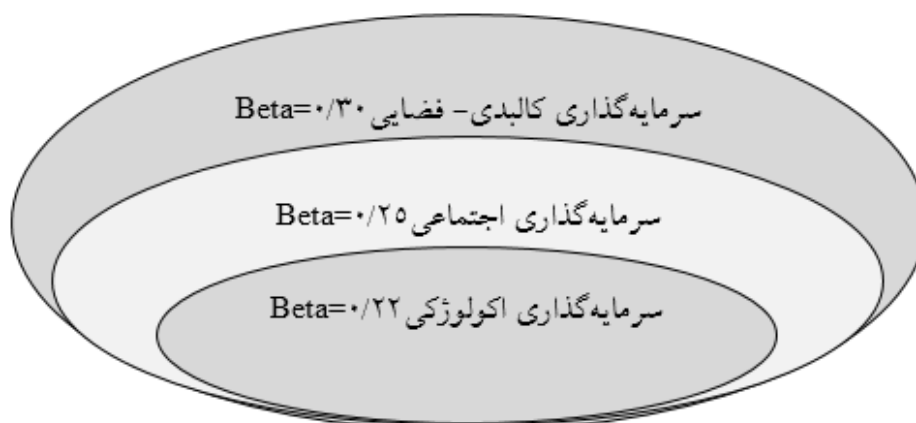 سرمایه‌گذاری کالبدی- فضایی Beta=۰/۳۰
سرمایه‌گذاری اجتماعی Beta=۰/۲۵
سرمایه‌گذاری اکولوژکی Beta=۰/۲۲